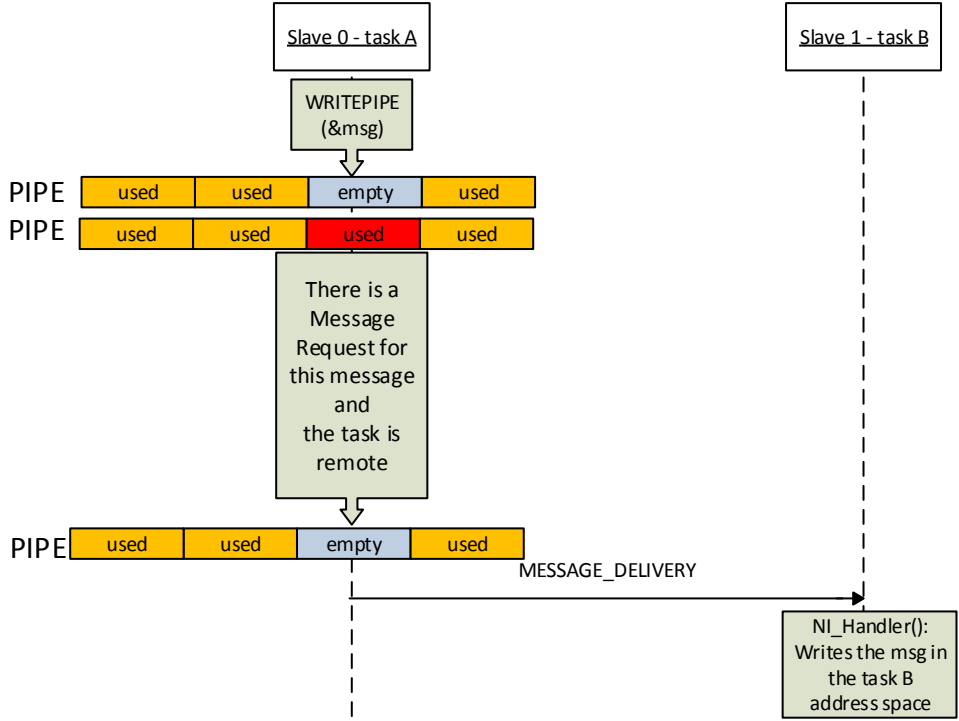 Slave 0 - task A
Slave 1 - task B
WRITEPIPE
(&msg)
PIPE used used empty used
PIPE used used used used
There is a
Message
Request for
this message
and
the task is
remote
PIPE used used empty used
MESSAGE_DELIVERY
NI_Handler():
Writes the msg in
the task B
address space